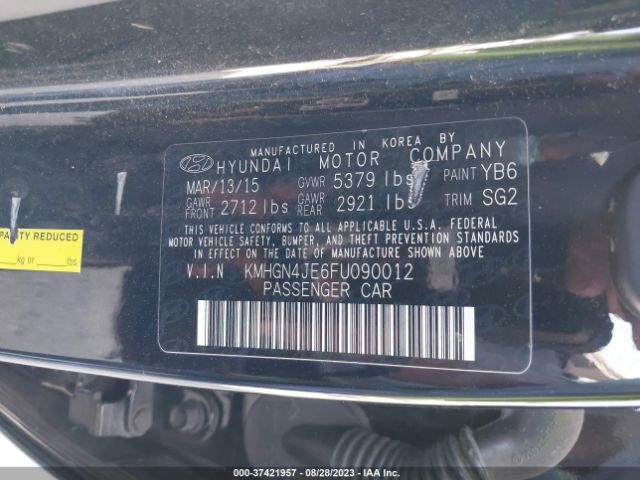 MANUFACTURED IN KOREA BY
HYUNDAI MOTOR COMPANY
MAR/13/15 GVWR 5379 lbs PAINT YB6
GAWR FRONT 2712 lbs GAWR REAR 2921 lbs TRIM SG2
THIS VEHICLE CONFORMS TO ALL APPLICABLE U.S.A. FEDERAL
MOTOR VEHICLE SAFETY, BUMPER, AND THEFT PREVENTION STANDARDS
IN EFFECT ON THE DATE OF MANUFACTURE SHOWN ABOVE
V.I.N KMHGN4JE6FU090012
PASSENGER CAR
REDUCED
kg or lbs
000-37421957 - 08/28/2023 - IAA Inc.